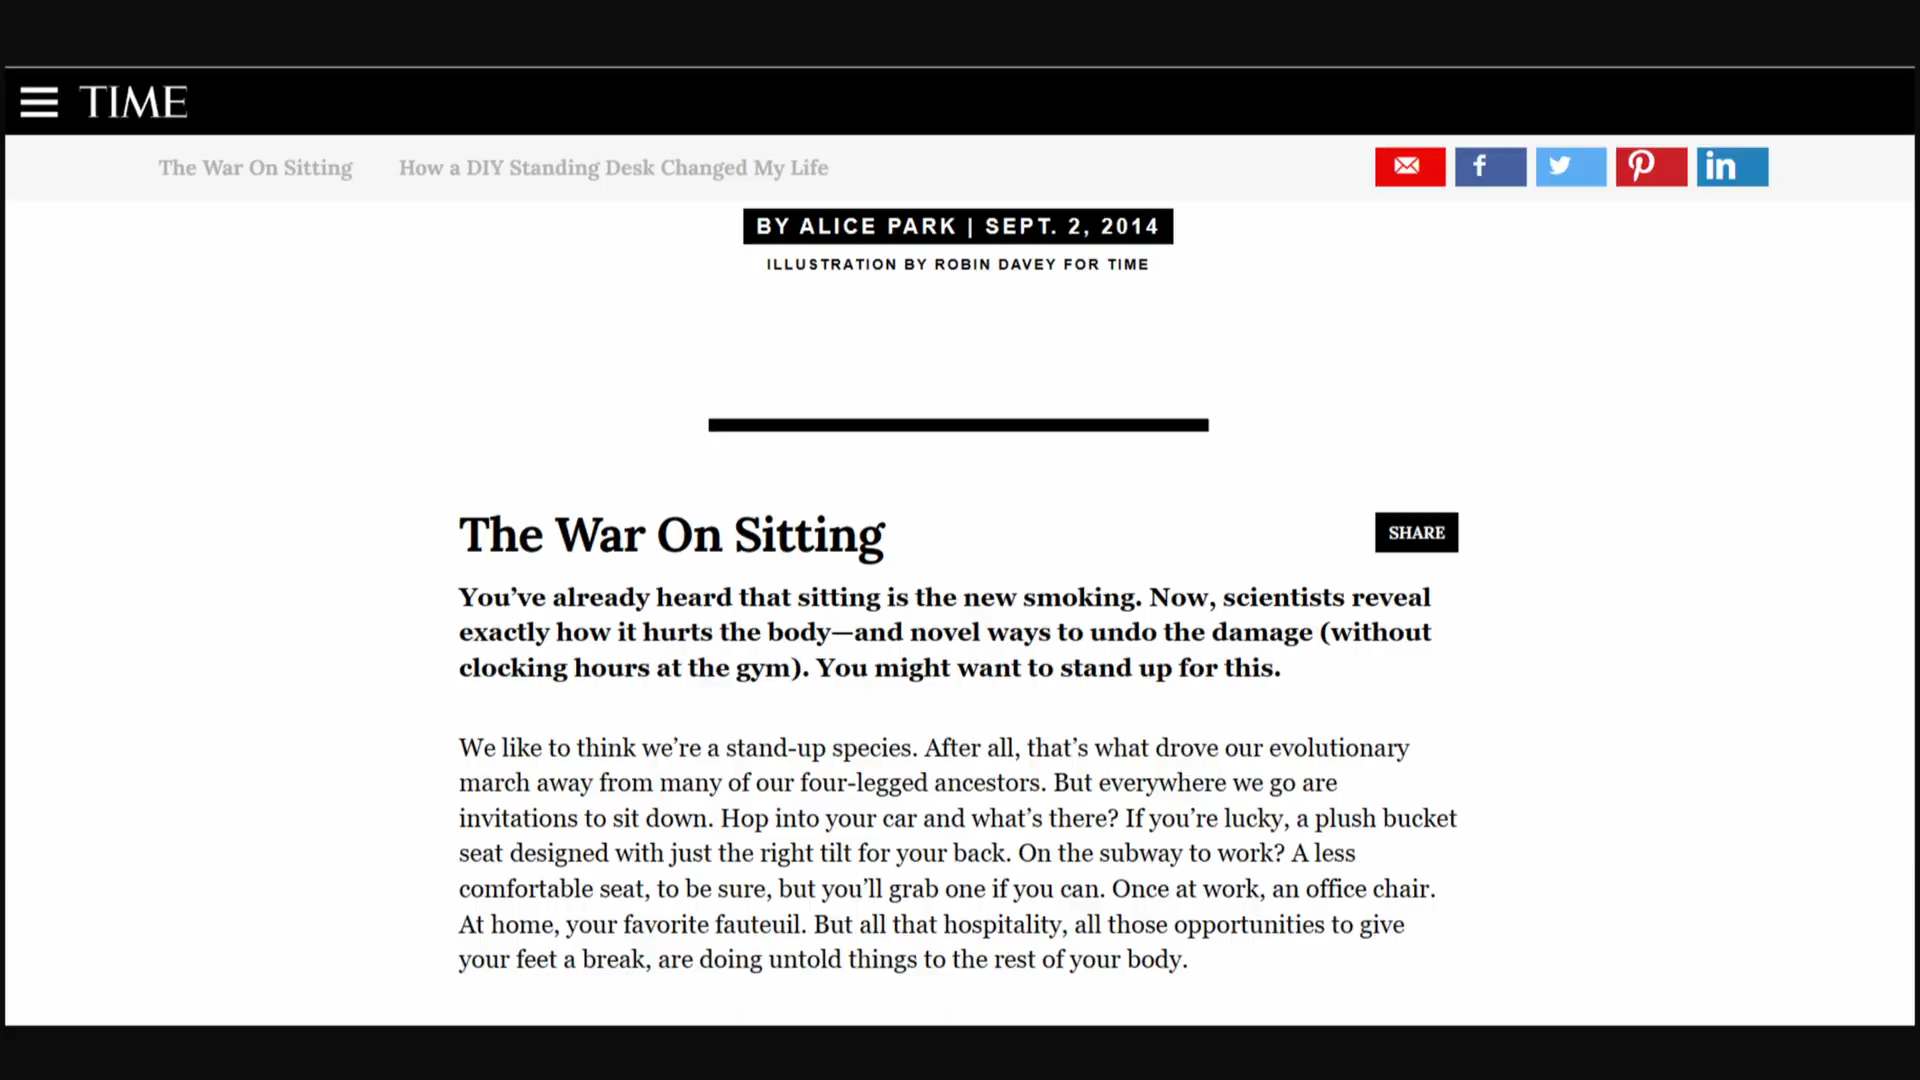 TIME
The War On Sitting
How a DIY Standing Desk Changed My Life
BY ALICE PARK | SEPT. 2, 2014
ILLUSTRATION BY ROBIN DAVEY FOR TIME
The War On Sitting
SHARE
You’ve already heard that sitting is the new smoking. Now, scientists reveal
exactly how it hurts the body—and novel ways to undo the damage (without
clocking hours at the gym). You might want to stand up for this.
We like to think we’re a stand-up species. After all, that’s what drove our evolutionary
march away from many of our four-legged ancestors. But everywhere we go are
invitations to sit down. Hop into your car and what’s there? If you’re lucky, a plush bucket
seat designed with just the right tilt for your back. On the subway to work? A less
comfortable seat, to be sure, but you’ll grab one if you can. Once at work, an office chair.
At home, your favorite fauteuil. But all that hospitality, all those opportunities to give
your feet a break, are doing untold things to the rest of your body.